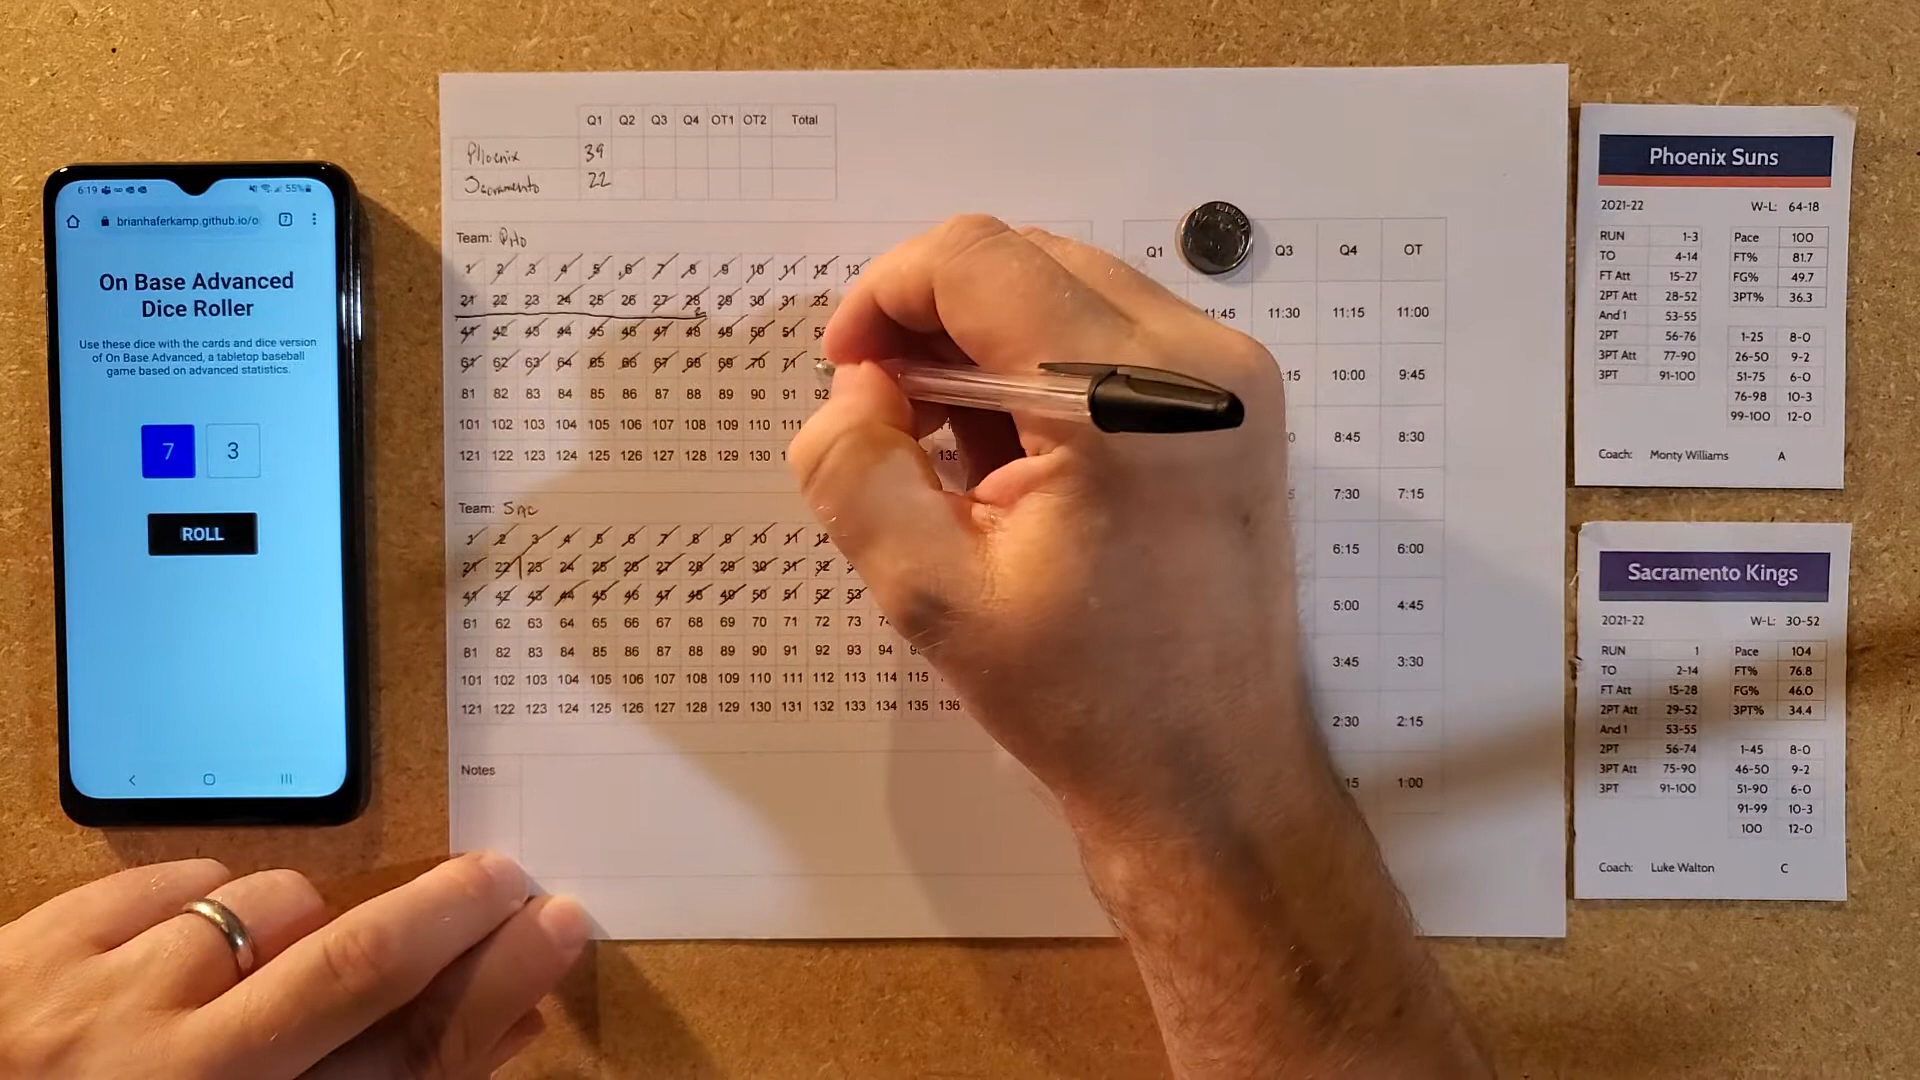 6:19 55%
brianhaferkamp.github.io/o 7
On Base Advanced
Dice Roller
Use these dice with the cards and dice version
of On Base Advanced, a tabletop baseball
game based on advanced statistics.
7 3
ROLL
Q1 Q2 Q3 Q4 OT1 OT2 Total
Phoenix 39
Sacramento 22
Team: PHO
1 2 3 4 5 6 7 8 9 10 11 12 13
21 22 23 24 25 26 27 28 29 30 31 32
41 42 43 44 45 46 47 48 49 50 51
61 62 63 64 65 66 67 68 69 70 71
81 82 83 84 85 86 87 88 89 90 91 92
101 102 103 104 105 106 107 108 109 110 111
121 122 123 124 125 126 127 128 129 130 136
Team: SAC
1 2 3 4 5 6 7 8 9 10 11 12
21 22 23 24 25 26 27 28 29 30 31 32
41 42 43 44 45 46 47 48 49 50 51 52 53
61 62 63 64 65 66 67 68 69 70 71 72 73
81 82 83 84 85 86 87 88 89 90 91 92 93 94
101 102 103 104 105 106 107 108 109 110 111 112 113 114 115
121 122 123 124 125 126 127 128 129 130 131 132 133 134 135 136
Notes
Q1 Q3 Q4 OT
11:45 11:30 11:15 11:00
:15 10:00 9:45
8:45 8:30
7:30 7:15
6:15 6:00
5:00 4:45
3:45 3:30
2:30 2:15
15 1:00
Phoenix Suns
2021-22 W-L: 64-18
RUN 1-3 Pace 100
TO 4-14 FT% 81.7
FT Att 15-27 FG% 49.7
2PT Att 28-52 3PT% 36.3
And 1 53-55
2PT 56-76 1-25 8-0
3PT Att 77-90 26-50 9-2
3PT 91-100 51-75 6-0
76-98 10-3
99-100 12-0
Coach: Monty Williams A
Sacramento Kings
2021-22 W-L: 30-52
RUN 1 Pace 104
TO 2-14 FT% 76.8
FT Att 15-28 FG% 46.0
2PT Att 29-52 3PT% 34.4
And 1 53-55
2PT 56-74 1-45 8-0
3PT Att 75-90 46-50 9-2
3PT 91-100 51-90 6-0
91-99 10-3
100 12-0
Coach: Luke Walton C